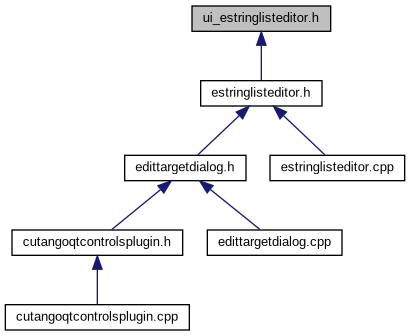 ui_estringlisteditor.h
estringlisteditor.h
edittargetdialog.h
estringlisteditor.cpp
cutangoqtcontrolsplugin.h
edittargetdialog.cpp
cutangoqtcontrolsplugin.cpp